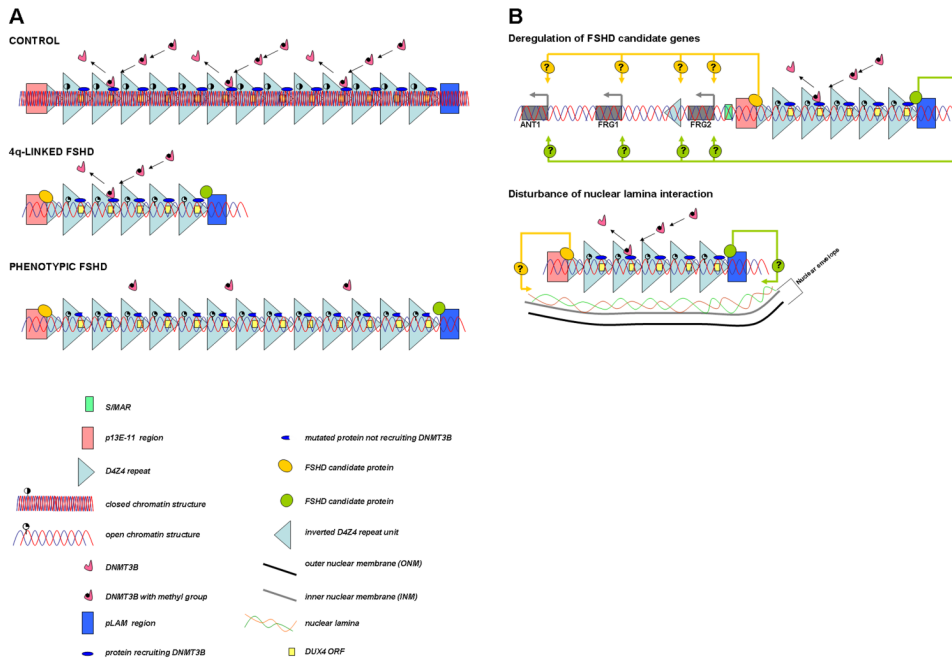 A
CONTROL
4q-LINKED FSHD
PHENOTYPIC FSHD
S/MAR
p13E-11 region
D4Z4 repeat
closed chromatin structure
open chromatin structure
DNMT3B
DNMT3B with methyl group
pLAM region
protein recruiting DNMT3B
mutated protein not recruiting DNMT3B
FSHD candidate protein
FSHD candidate protein
inverted D4Z4 repeat unit
outer nuclear membrane (ONM)
inner nuclear membrane (INM)
nuclear lamina
DUX4 ORF
B
Deregulation of FSHD candidate genes
? ? ? ?
ANT1 FRG1 FRG2
? ? ? ?
Disturbance of nuclear lamina interaction
? ?
Nuclear envelope